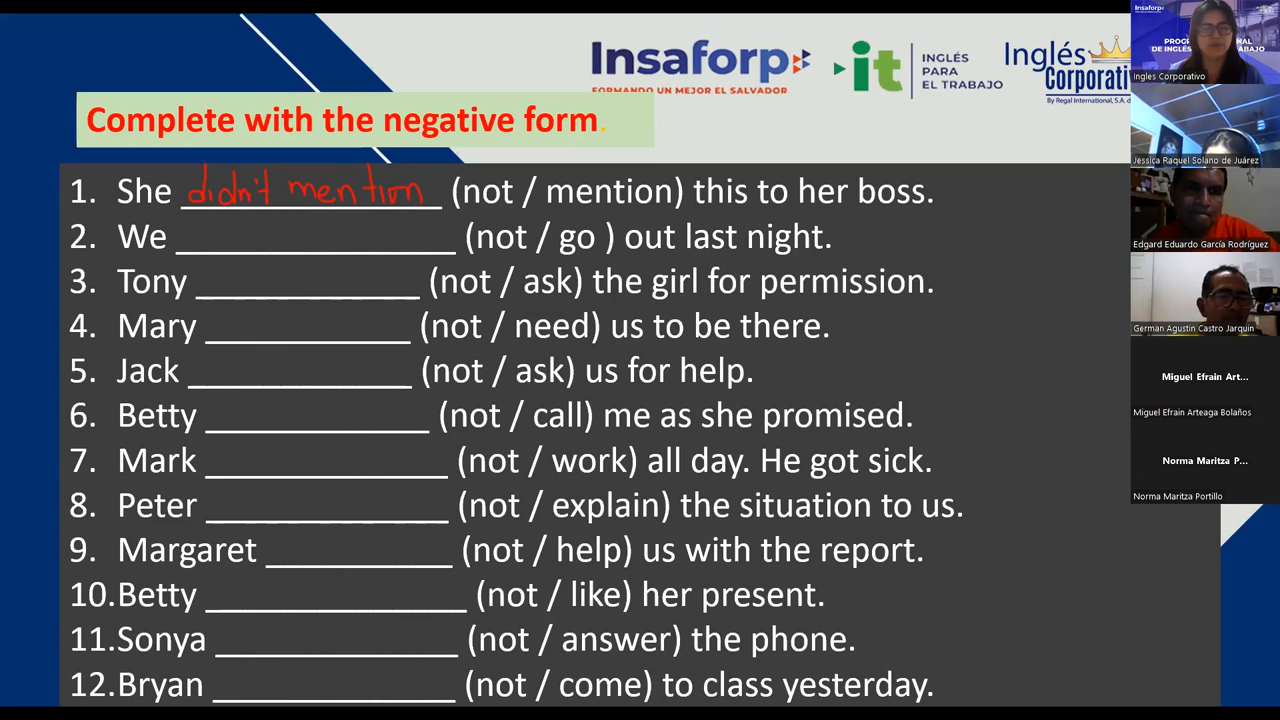 Insaforp
FORMANDO UN MEJOR EL SALVADOR
it
INGLÉS
PARA
EL TRABAJO
Inglés
Corporati
By Regal International, S.A. d
Complete with the negative form.
1. She didn't mention (not / mention) this to her boss.
2. We _______________ (not / go ) out last night.
3. Tony ____________ (not / ask) the girl for permission.
4. Mary ___________ (not / need) us to be there.
5. Jack ____________ (not / ask) us for help.
6. Betty ____________ (not / call) me as she promised.
7. Mark _____________ (not / work) all day. He got sick.
8. Peter _____________ (not / explain) the situation to us.
9. Margaret __________ (not / help) us with the report.
10. Betty ______________ (not / like) her present.
11. Sonya _____________ (not / answer) the phone.
12. Bryan _____________ (not / come) to class yesterday.
Insaforp
Ingles Corporativo
Jessica Raquel Solano de Juárez
Edgard Eduardo García Rodríguez
German Agustin Castro Jarquin
Miguel Efrain Art...
Miguel Efrain Arteaga Bolaños
Norma Maritza P...
Norma Maritza Portillo